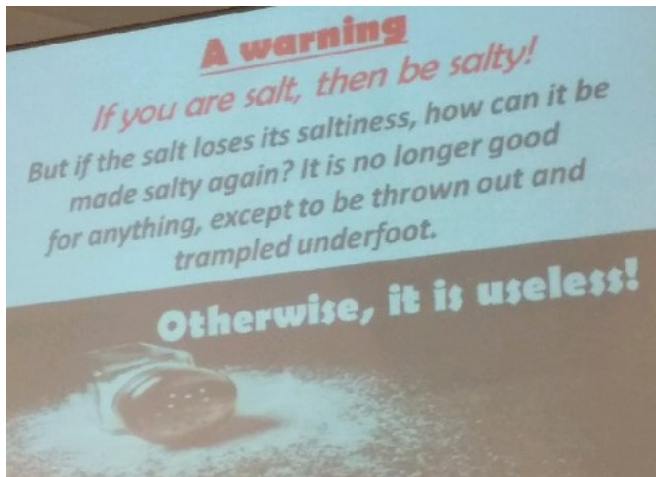 A warning
If you are salt, then be salty!
But if the salt loses its saltiness, how can it be
made salty again? It is no longer good
for anything, except to be thrown out and
trampled underfoot.
Otherwise, it is useless!